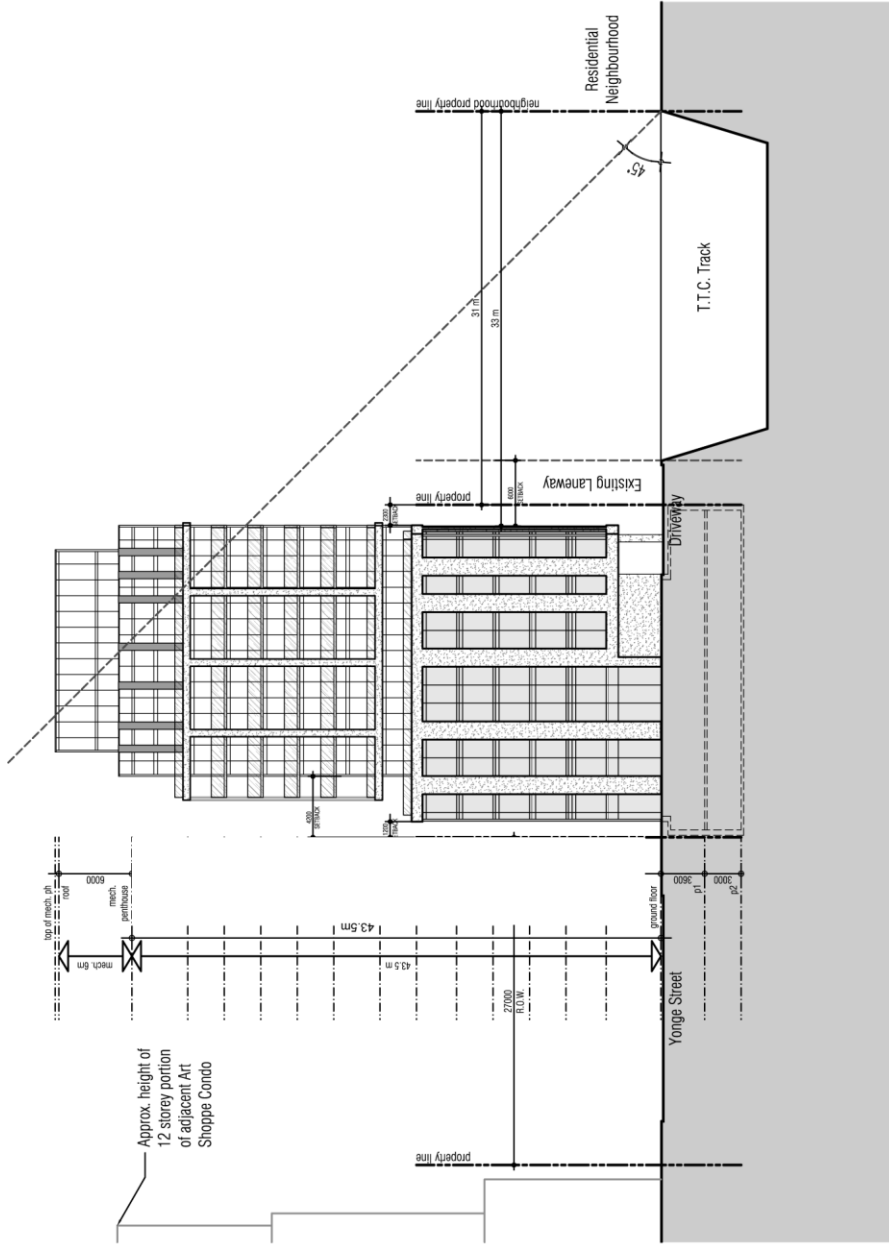 Approx. height of
12 storey portion
of adjacent Art
Shoppe Condo
top of mech. ph
roof
mech.
penthouse
6000
mech. 6m
43.5m
43.5 m
27000
R.O.W.
property line
Yonge Street
ground floor
3600
p1
3000
p2
4200
SETBACK
1200
2300
6000
property line
Existing Laneway
Driveway
31 m
33 m
neighbourhood property line
Residential
Neighbourhood
45°
T.T.C. Track